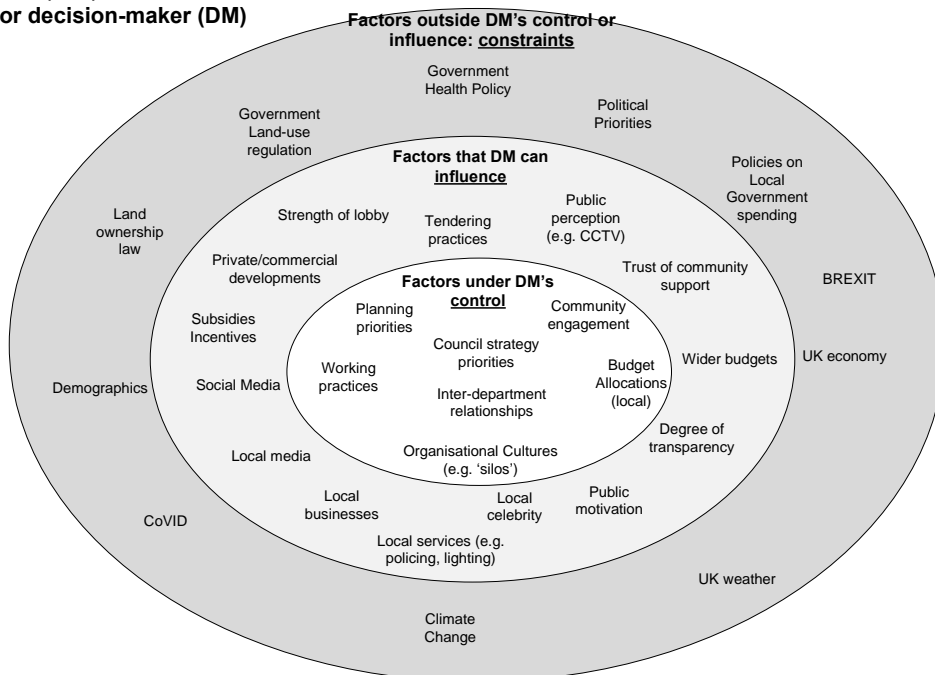 or decision-maker (DM)
Factors outside DM's control or
influence: constraints
Government
Health Policy
Political
Priorities
Government
Land-use
regulation
Policies on
Local
Government
spending
Land
ownership
law
BREXIT
UK economy
Demographics
CoVID
UK weather
Climate
Change
Factors that DM can
influence
Strength of lobby
Tendering
practices
Public
perception
(e.g. CCTV)
Private/commercial
developments
Trust of community
support
Subsidies
Incentives
Wider budgets
Social Media
Degree of
transparency
Local media
Local
businesses
Local
celebrity
Public
motivation
Local services (e.g.
policing, lighting)
Factors under DM's
control
Planning
priorities
Community
engagement
Council strategy
priorities
Working
practices
Budget
Allocations
(local)
Inter-department
relationships
Organisational Cultures
(e.g. ‘silos’)